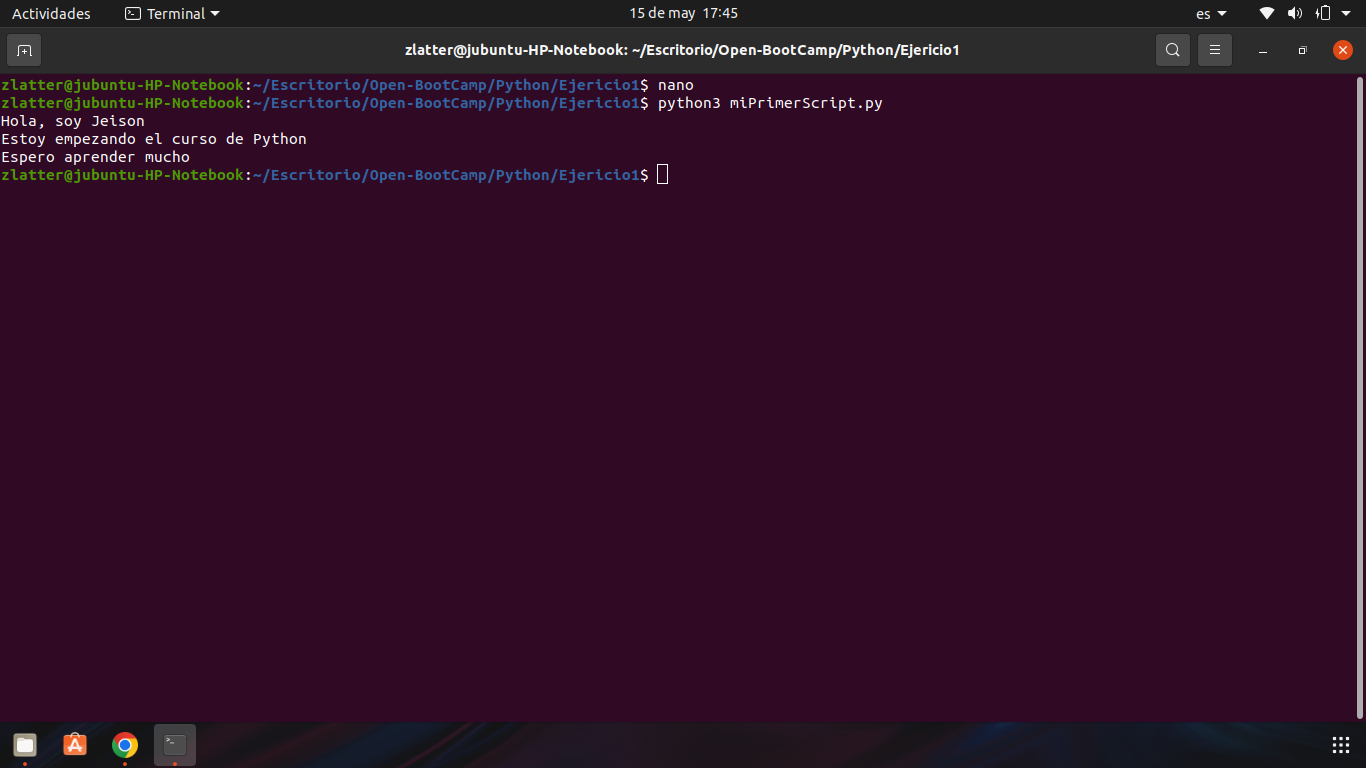 Actividades Terminal 15 de may 17:45 es
zlatter@jubuntu-HP-Notebook: ~/Escritorio/Open-BootCamp/Python/Ejericio1
zlatter@jubuntu-HP-Notebook:~/Escritorio/Open-BootCamp/Python/Ejericio1$ nano
zlatter@jubuntu-HP-Notebook:~/Escritorio/Open-BootCamp/Python/Ejericio1$ python3 miPrimerScript.py
Hola, soy Jeison
Estoy empezando el curso de Python
Espero aprender mucho
zlatter@jubuntu-HP-Notebook:~/Escritorio/Open-BootCamp/Python/Ejericio1$